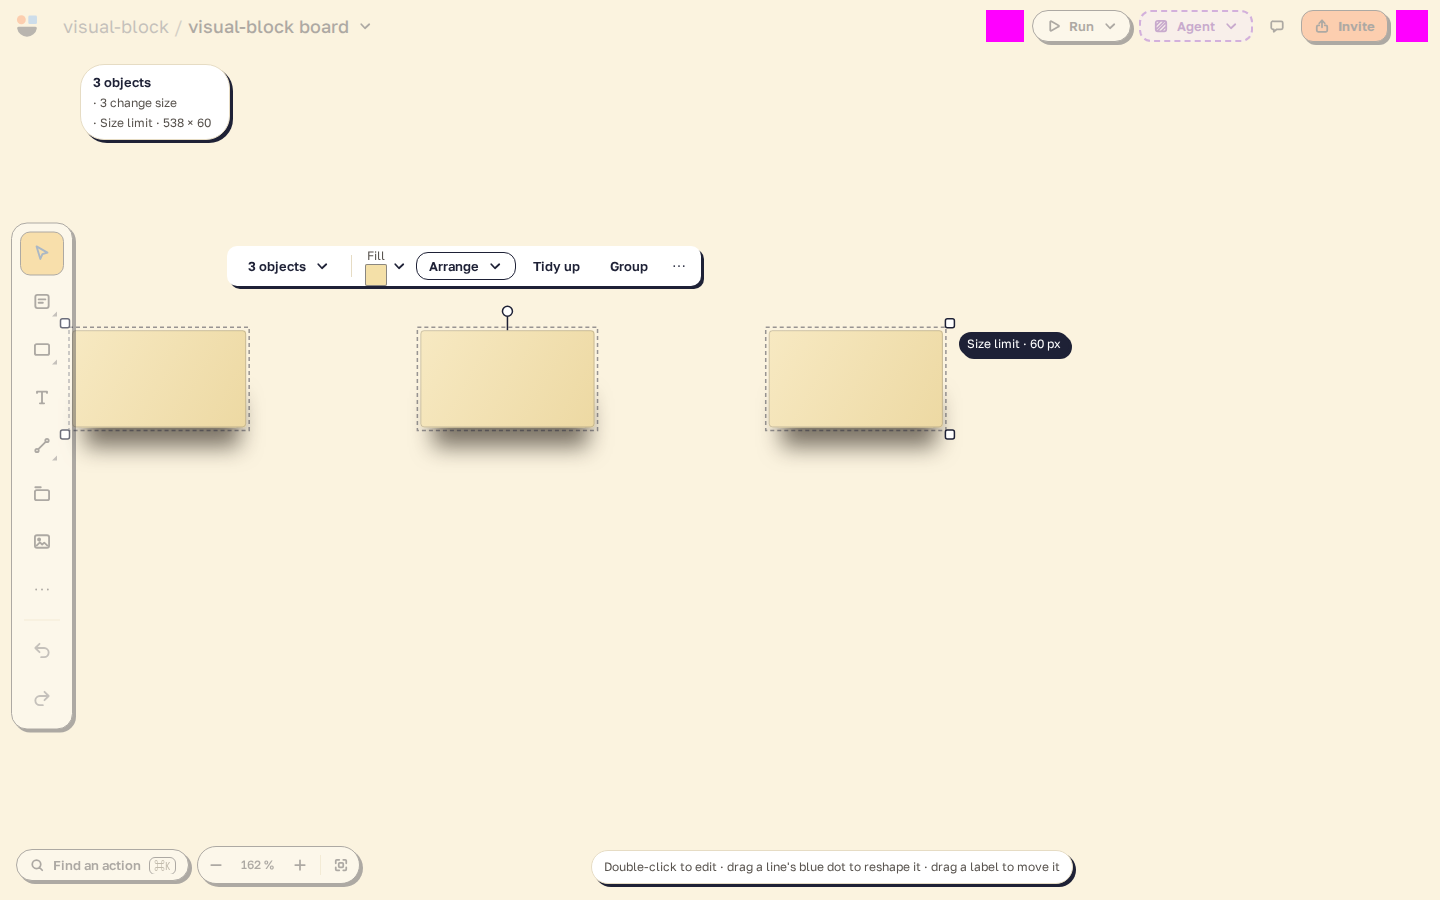 visual-block / visual-block board
Run
Agent
Invite
3 objects
· 3 change size
· Size limit · 538 × 60
3 objects
Fill
Arrange
Tidy up
Group
Size limit · 60 px
Find an action ⌘K
162 %
Double-click to edit · drag a line's blue dot to reshape it · drag a label to move it